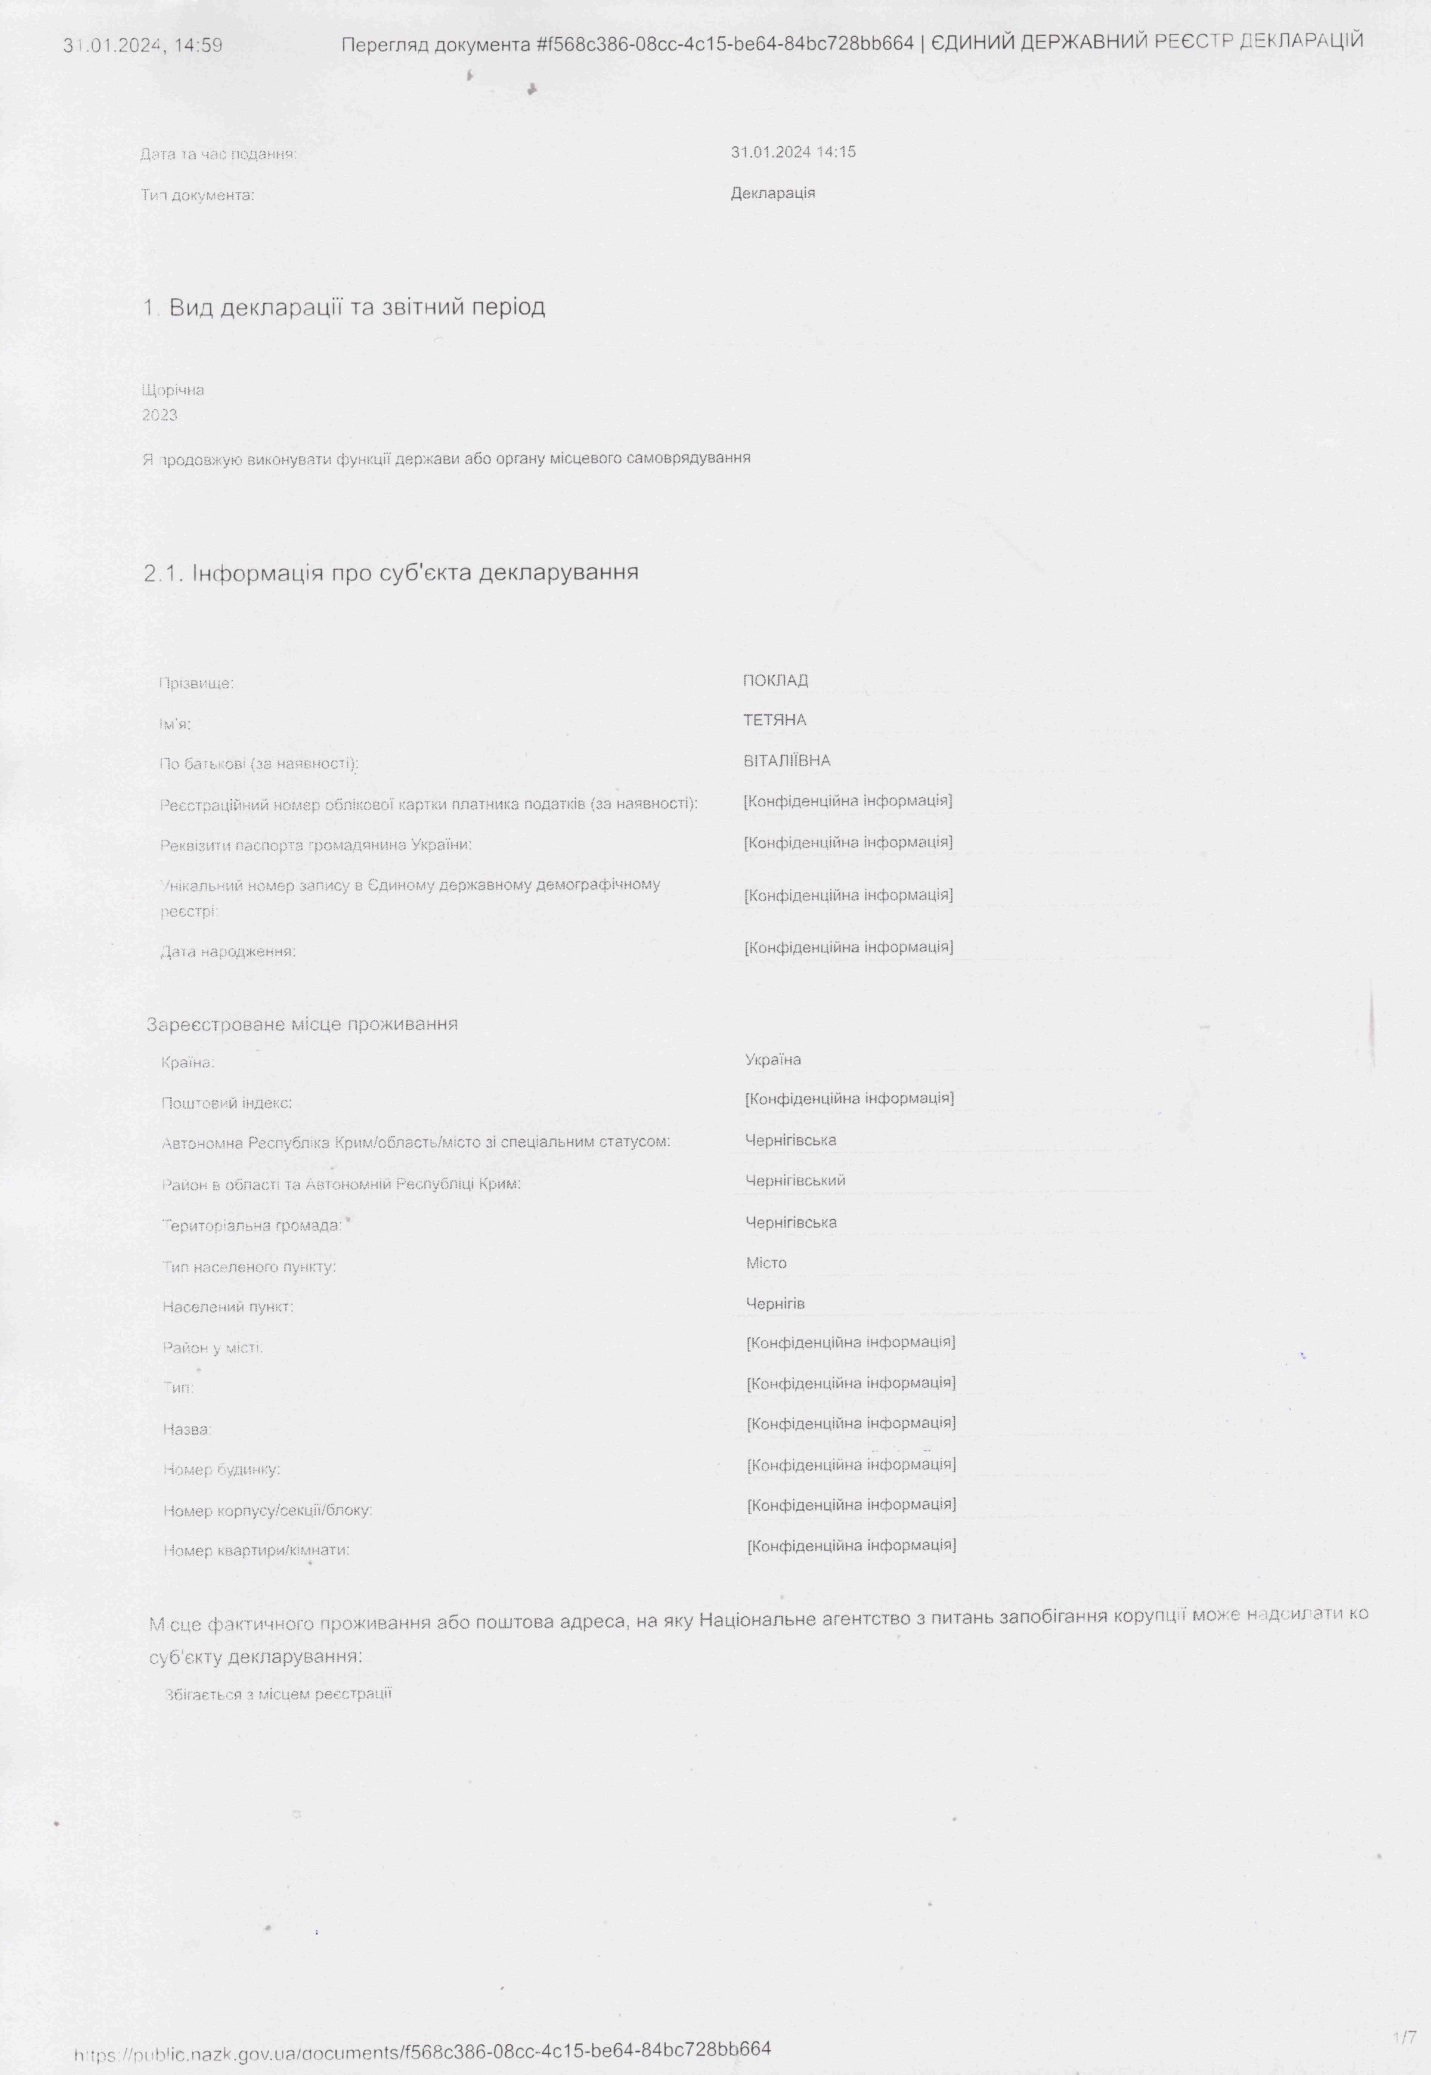 31.01.2024, 14:59 Перегляд документа #f568c386-08cc-4c15-be64-84bc728bb664 | ЄДИНИЙ ДЕРЖАВНИЙ РЕЄСТР ДЕКЛАРАЦІЙ
Дата та час подання: 31.01.2024 14:15
Тип документа: Декларація
1. Вид декларації та звітний період
Щорічна
2023
Я продовжую виконувати функції держави або органу місцевого самоврядування
2.1. Інформація про суб'єкта декларування
Прізвище: ПОКЛАД
Ім'я: ТЕТЯНА
По батькові (за наявності): ВІТАЛІЇВНА
Реєстраційний номер облікової картки платника податків (за наявності): [Конфіденційна інформація]
Реквізити паспорта громадянина України: [Конфіденційна інформація]
Унікальний номер запису в Єдиному державному демографічному
реєстрі: [Конфіденційна інформація]
Дата народження: [Конфіденційна інформація]
Зареєстроване місце проживання
Країна: Україна
Поштовий індекс: [Конфіденційна інформація]
Автономна Республіка Крим/область/місто зі спеціальним статусом: Чернігівська
Район в області та Автономній Республіці Крим: Чернігівський
Територіальна громада: Чернігівська
Тип населеного пункту: Місто
Населений пункт: Чернігів
Район у місті: [Конфіденційна інформація]
Тип: [Конфіденційна інформація]
Назва: [Конфіденційна інформація]
Номер будинку: [Конфіденційна інформація]
Номер корпусу/секції/блоку: [Конфіденційна інформація]
Номер квартири/кімнати: [Конфіденційна інформація]
Місце фактичного проживання або поштова адреса, на яку Національне агентство з питань запобігання корупції може надсилати ко
суб'єкту декларування:
Збігається з місцем реєстрації
https://public.nazk.gov.ua/documents/f568c386-08cc-4c15-be64-84bc728bb664 1/7